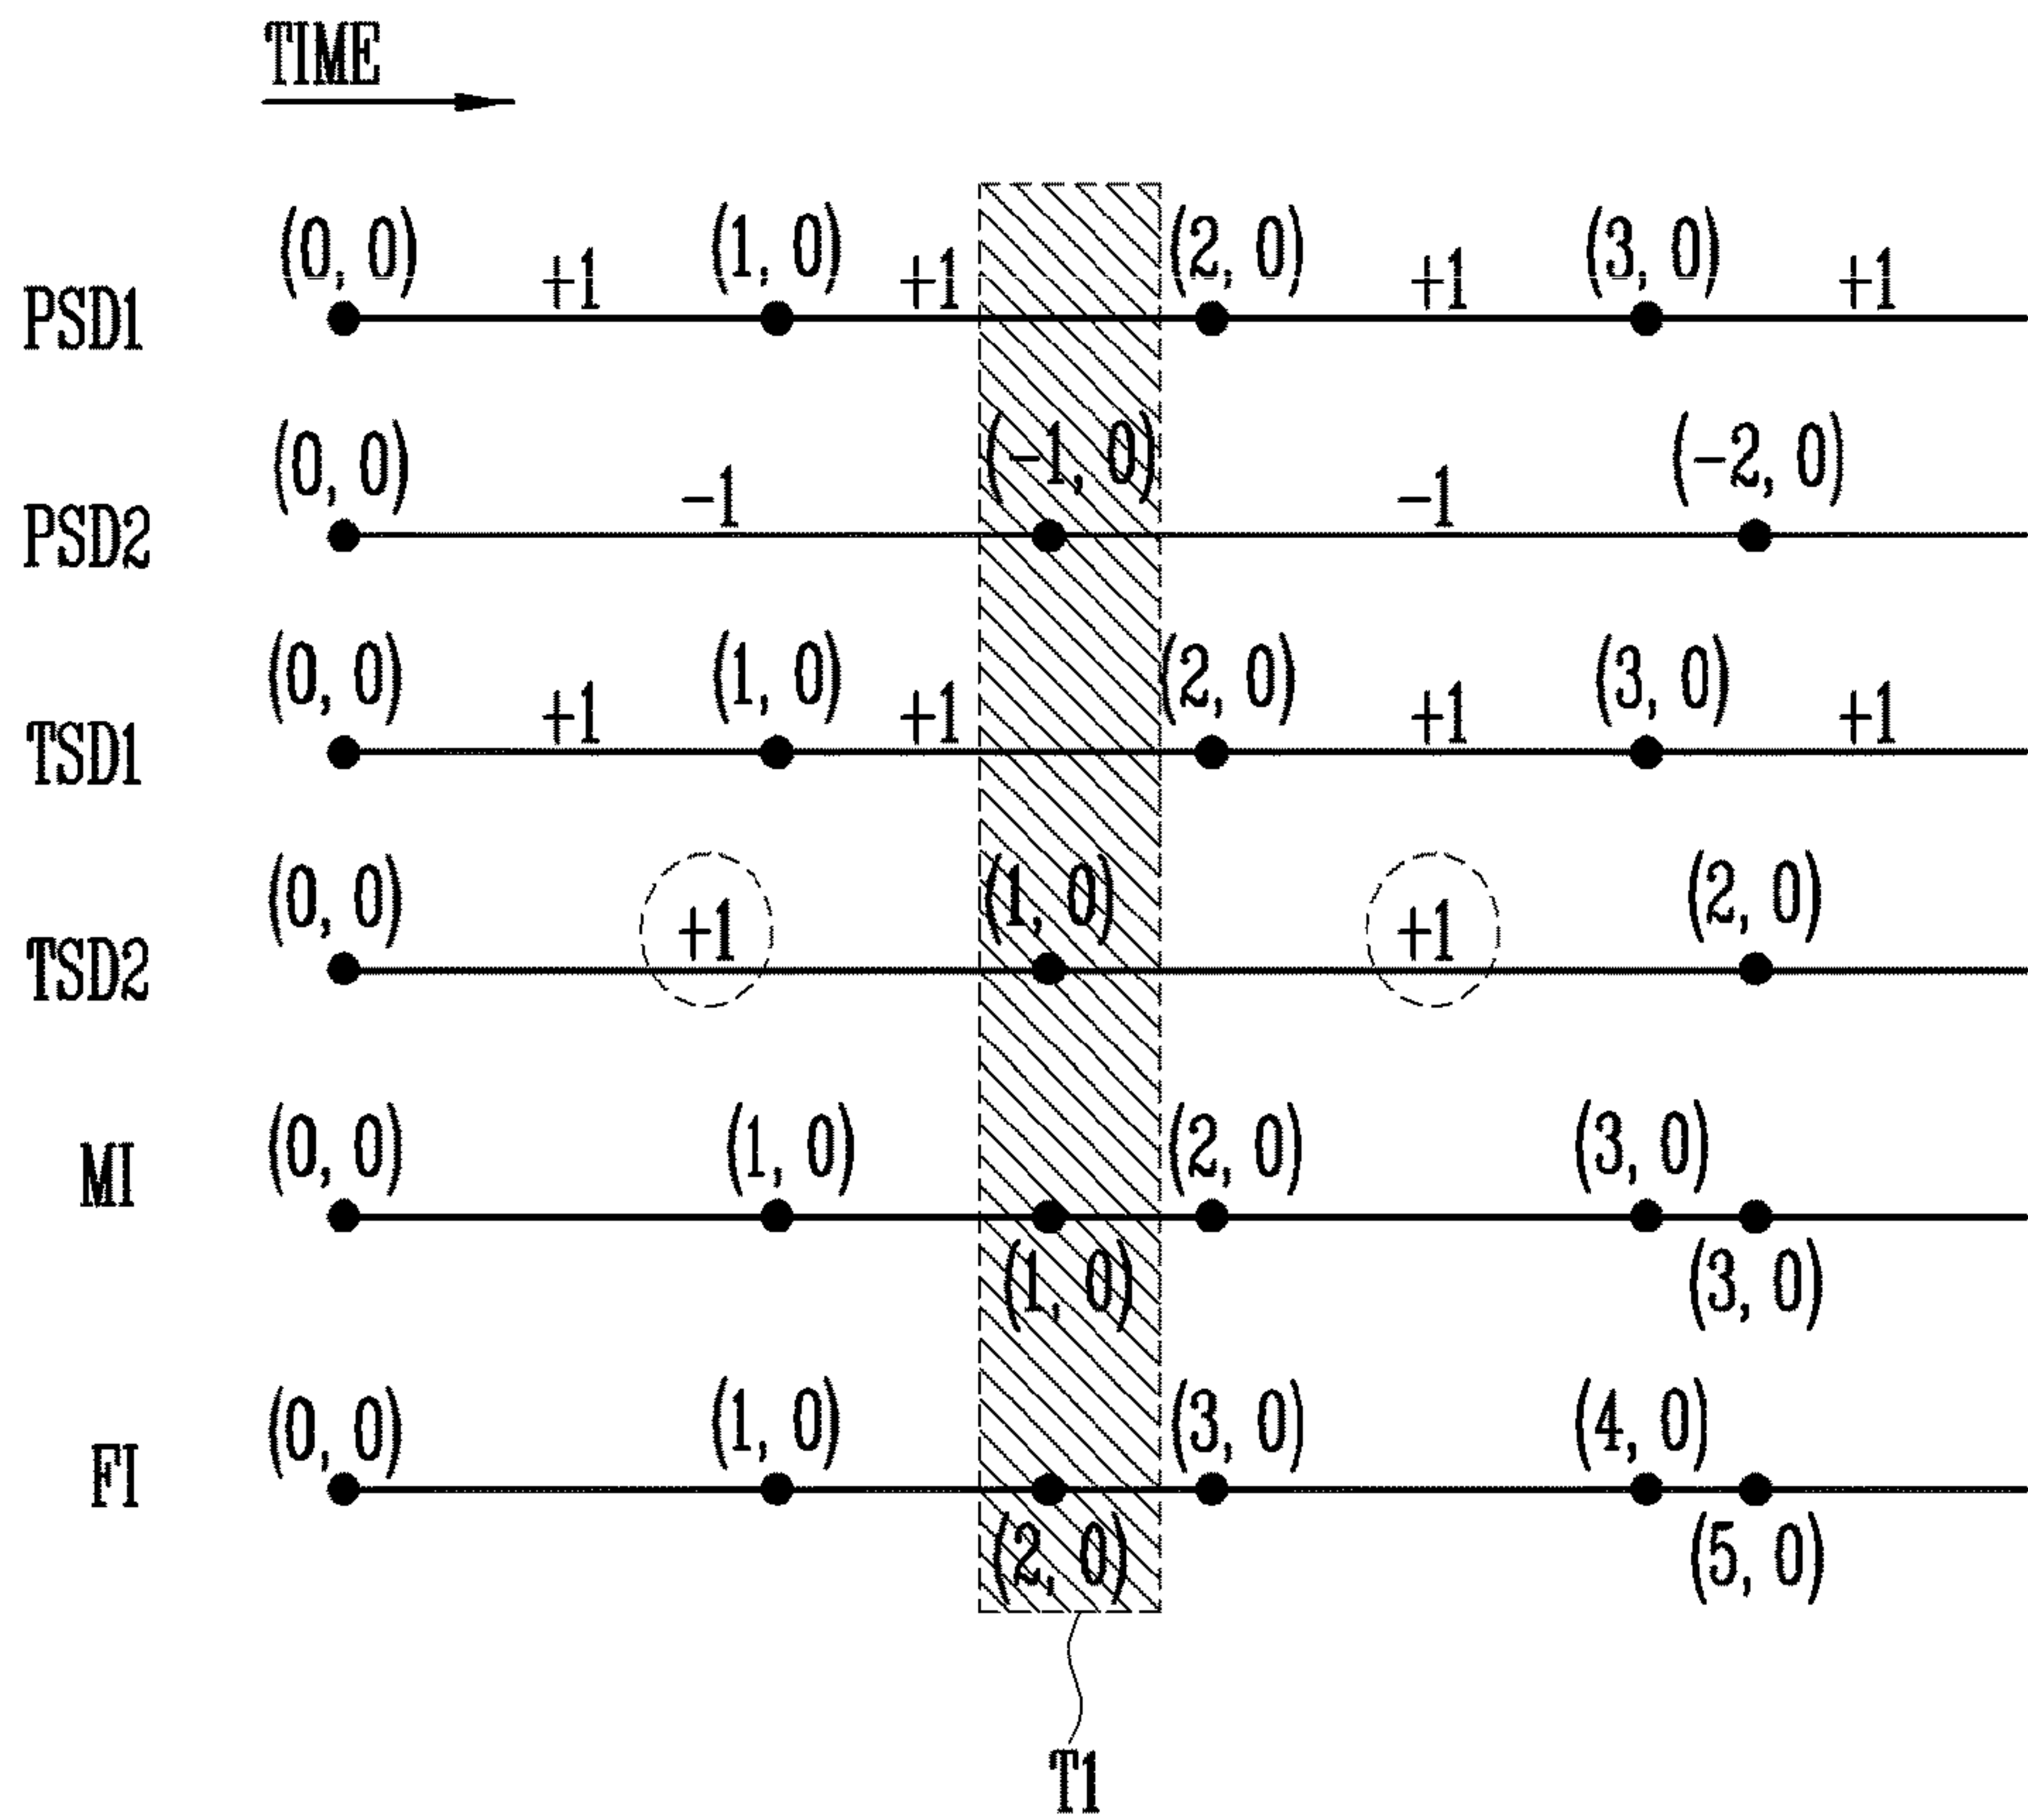 TIME
(0, 0) (1, 0) (2, 0) (3, 0)
+1 +1 +1 +1
PSD1
(0, 0) (-1, 0) (-2, 0)
-1 -1
PSD2
(0, 0) (1, 0) (2, 0) (3, 0)
+1 +1 +1 +1
TSD1
(0, 0) (1, 0) (2, 0)
+1 +1
TSD2
(0, 0) (1, 0) (2, 0) (3, 0)
MI
(1, 0) (3, 0)
(0, 0) (1, 0) (3, 0) (4, 0)
FI
(2, 0) (5, 0)
T1